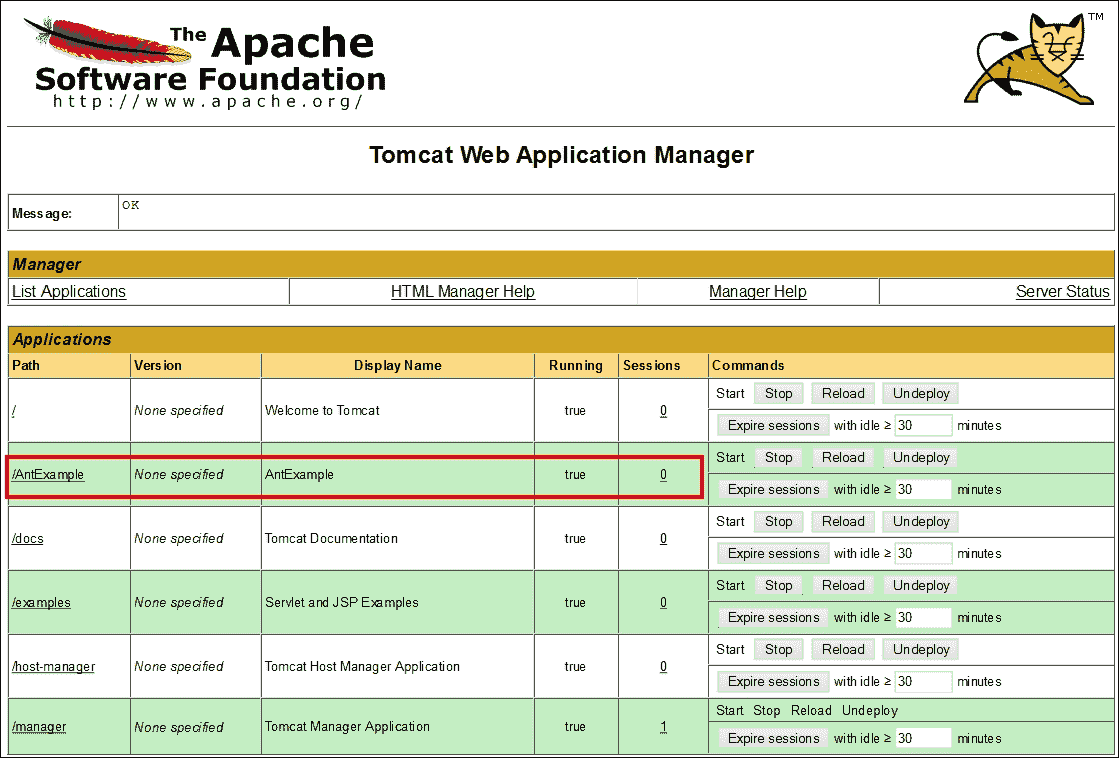 The Apache
Software Foundation
http://www.apache.org/
TM
Tomcat Web Application Manager
Message: OK
Manager
List Applications HTML Manager Help Manager Help Server Status
Applications
Path Version Display Name Running Sessions Commands
/ None specified Welcome to Tomcat true 0 Start Stop Reload Undeploy
Expire sessions with idle ≥ 30 minutes
/AntExample None specified AntExample true 0 Start Stop Reload Undeploy
Expire sessions with idle ≥ 30 minutes
/docs None specified Tomcat Documentation true 0 Start Stop Reload Undeploy
Expire sessions with idle ≥ 30 minutes
/examples None specified Servlet and JSP Examples true 0 Start Stop Reload Undeploy
Expire sessions with idle ≥ 30 minutes
/host-manager None specified Tomcat Host Manager Application true 0 Start Stop Reload Undeploy
Expire sessions with idle ≥ 30 minutes
/manager None specified Tomcat Manager Application true 1 Start Stop Reload Undeploy
Expire sessions with idle ≥ 30 minutes